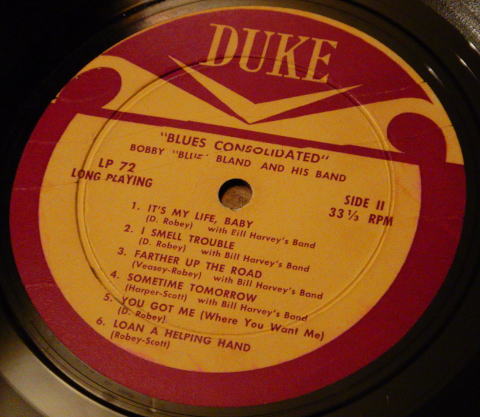 DUKE
"BLUES CONSOLIDATED"
BOBBY "BLUE" BLAND AND HIS BAND
LP 72
LONG PLAYING
SIDE II
33 1/3 RPM
1. IT'S MY LIFE, BABY
(D. Robey) with Bill Harvey's Band
2. I SMELL TROUBLE
(D. Robey) with Bill Harvey's Band
3. FARTHER UP THE ROAD
(Veasey-Robey) with Bill Harvey's Band
4. SOMETIME TOMORROW
(Harper-Scott) with Bill Harvey's Band
5. YOU GOT ME (Where You Want Me)
(D. Robey)
6. LOAN A HELPING HAND
(Robey-Scott)